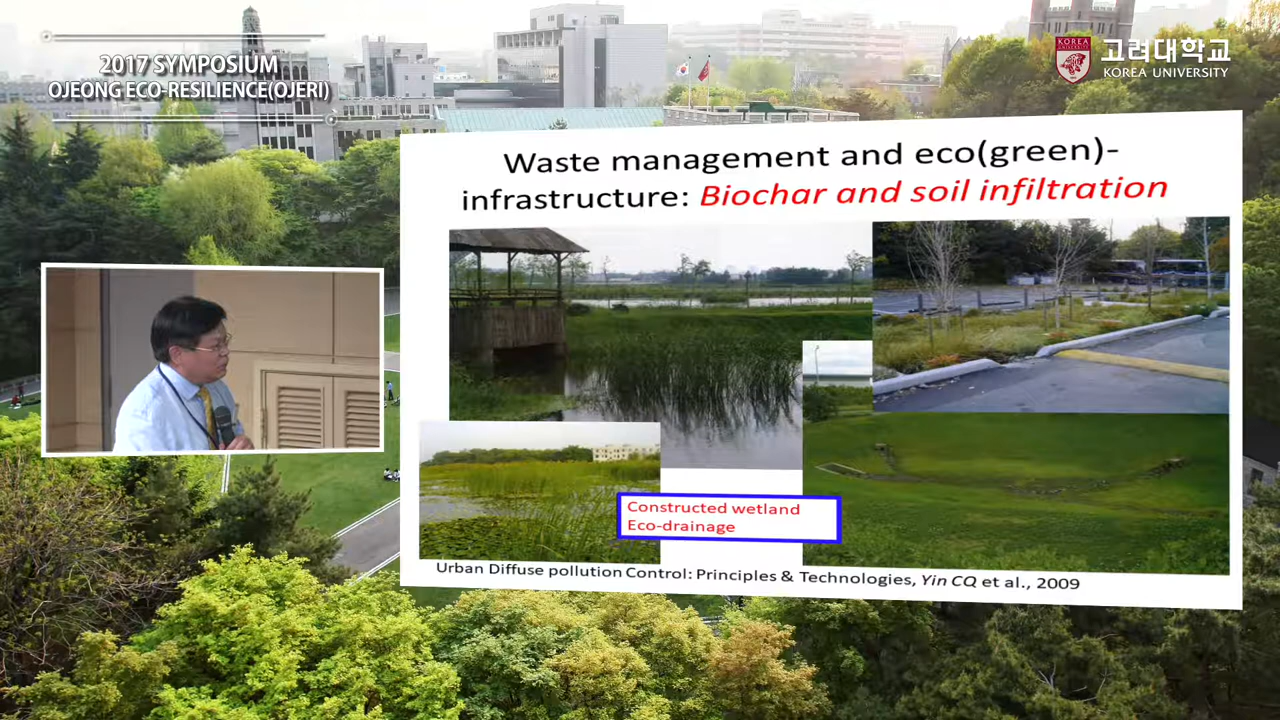 2017 SYMPOSIUM
OJEONG ECO-RESILIENCE(OJERI)
KOREA
UNIVERSITY
고려대학교
KOREA UNIVERSITY
Waste management and eco(green)-
infrastructure: Biochar and soil infiltration
Constructed wetland
Eco-drainage
Urban Diffuse pollution Control: Principles & Technologies, Yin CQ et al., 2009